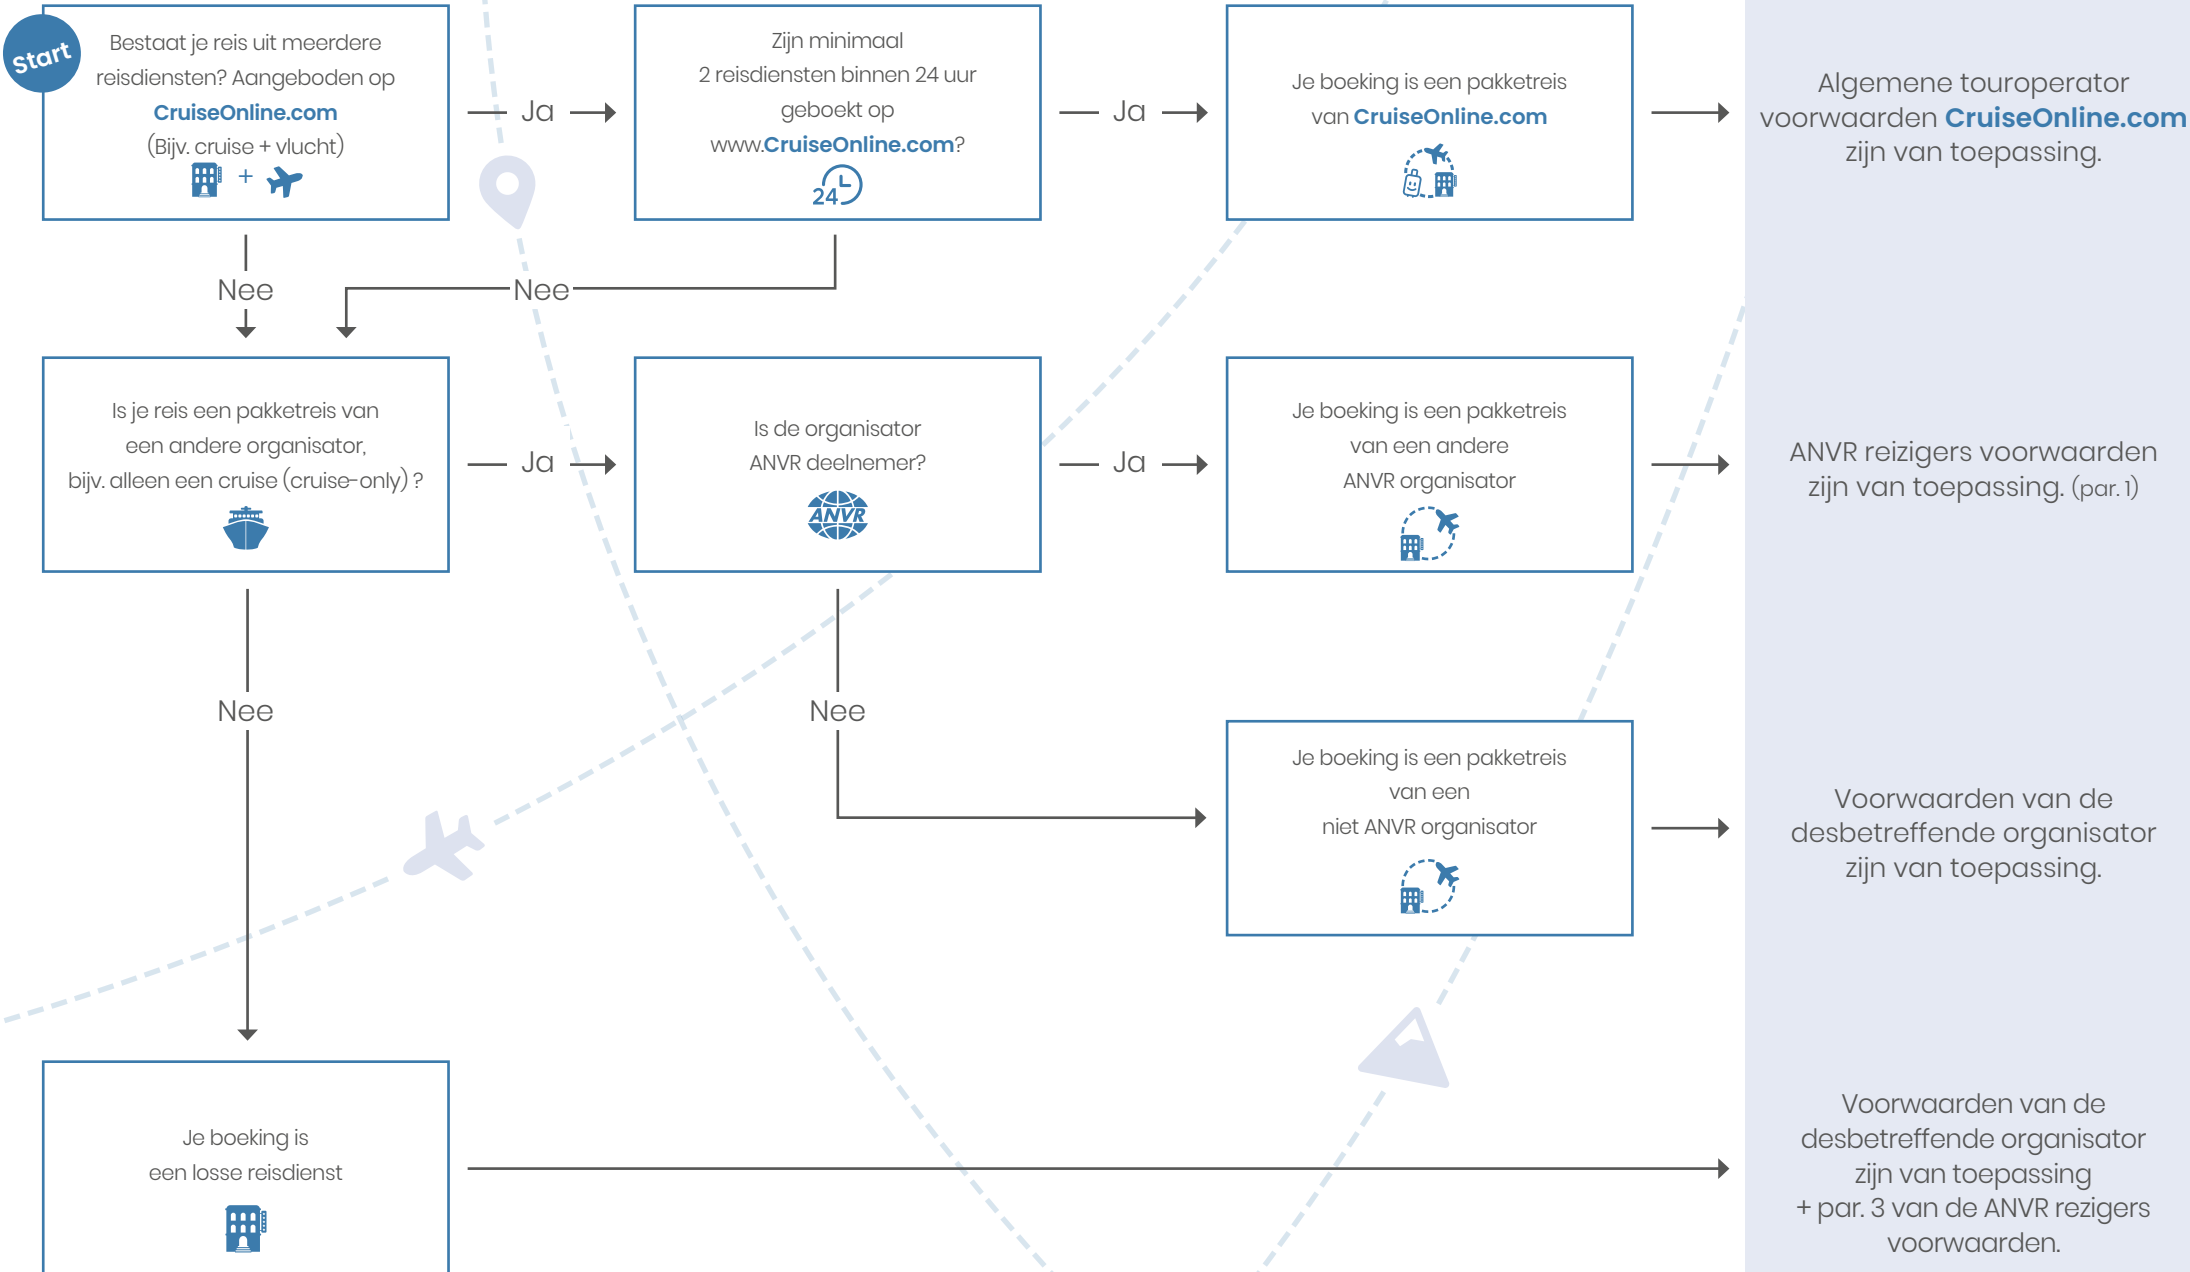 Start
Bestaat je reis uit meerdere
reisdiensten? Aangeboden op
CruiseOnline.com
(Bijv. cruise + vlucht)
+
Ja
Zijn minimaal
2 reisdiensten binnen 24 uur
geboekt op
www.CruiseOnline.com?
24
Ja
Je boeking is een pakketreis
van CruiseOnline.com
Algemene touroperator
voorwaarden CruiseOnline.com
zijn van toepassing.
Nee
Nee
Is je reis een pakketreis van
een andere organisator,
bijv. alleen een cruise (cruise-only) ?
Ja
Is de organisator
ANVR deelnemer?
ANVR
Ja
Je boeking is een pakketreis
van een andere
ANVR organisator
ANVR reizigers voorwaarden
zijn van toepassing. (par. 1)
Nee
Nee
Je boeking is een pakketreis
van een
niet ANVR organisator
Voorwaarden van de
desbetreffende organisator
zijn van toepassing.
Je boeking is
een losse reisdienst
Voorwaarden van de
desbetreffende organisator
zijn van toepassing
+ par. 3 van de ANVR rezigers
voorwaarden.